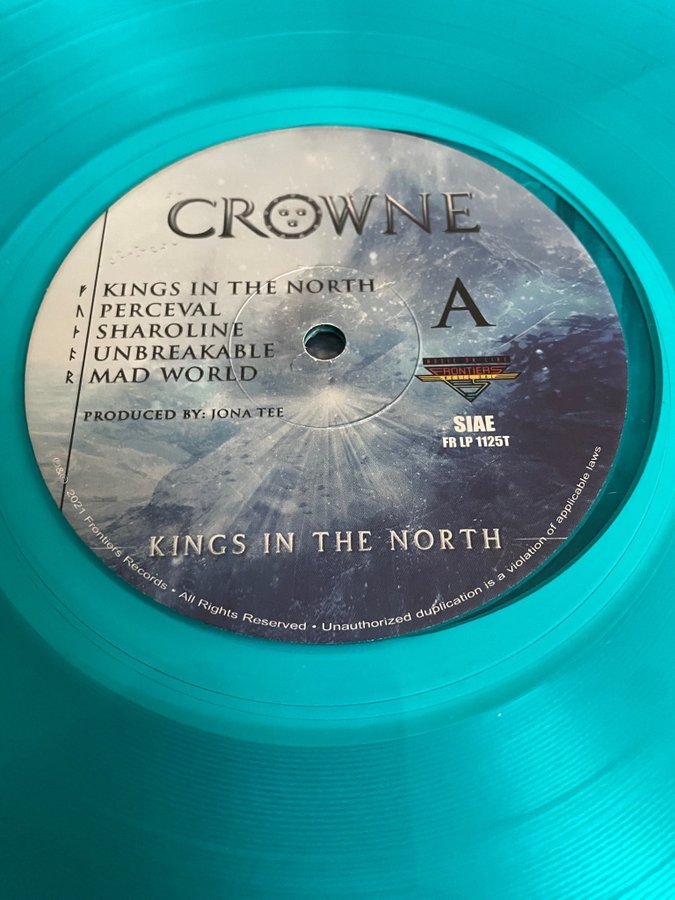 CROWNE
ᚠ KINGS IN THE NORTH
ᚢ PERCEVAL
ᚦ SHAROLINE
ᚬ UNBREAKABLE
ᚱ MAD WORLD
PRODUCED BY: JONA TEE
A
FRONTIERS
SIAE
FR LP 1125T
KINGS IN THE NORTH
℗&© 2021 Frontiers Records • All Rights Reserved • Unauthorized duplication is a violation of applicable laws